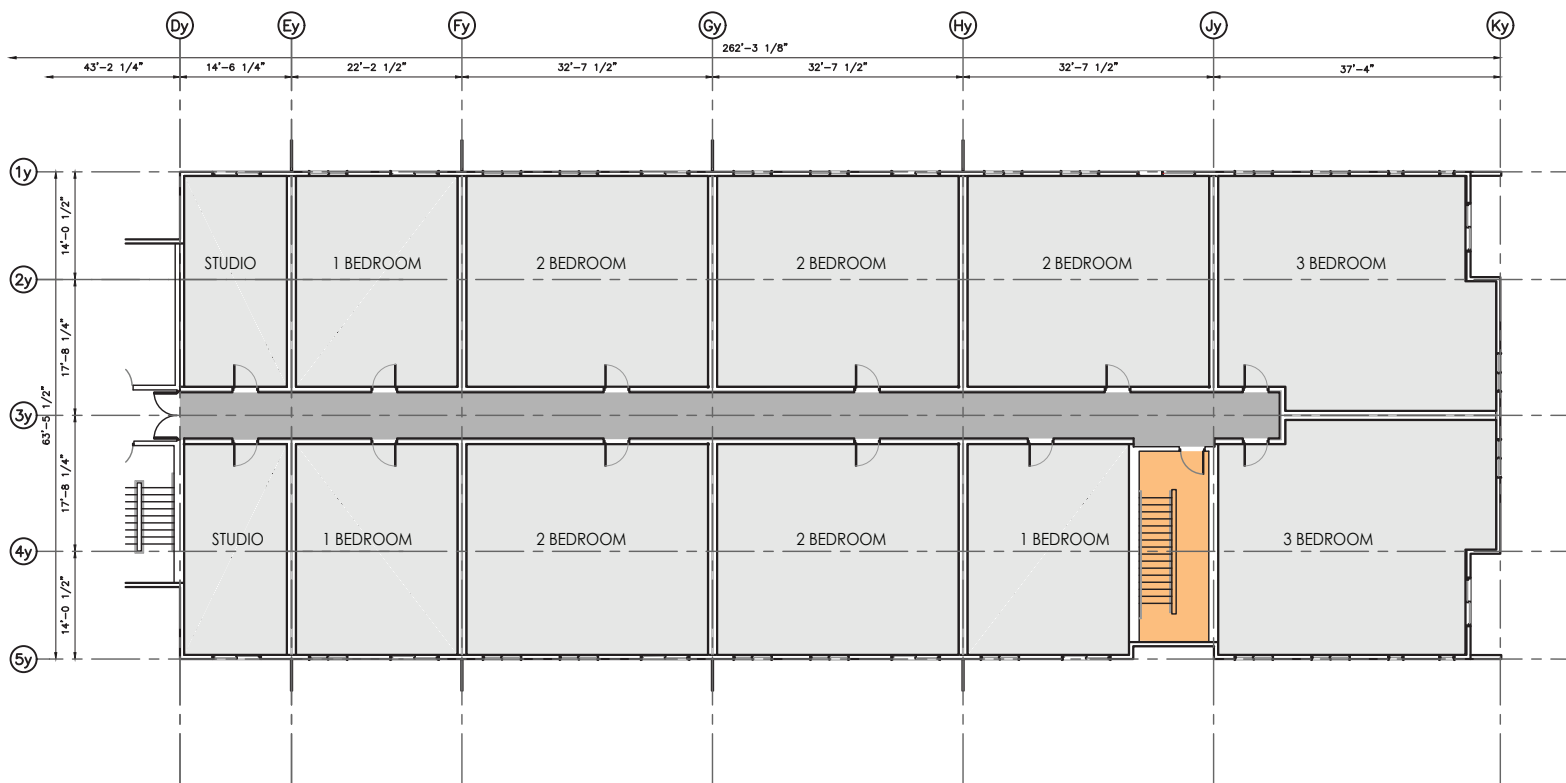 Dy Ey Fy Gy Hy Jy Ky
262'-3 1/8"
43'-2 1/4" 14'-6 1/4" 22'-2 1/2" 32'-7 1/2" 32'-7 1/2" 32'-7 1/2" 37'-4"
1y
14'-0 1/2"
STUDIO 1 BEDROOM 2 BEDROOM 2 BEDROOM 2 BEDROOM 3 BEDROOM
2y
17'-8 1/4"
3y
63'-5 1/2"
17'-8 1/4"
STUDIO 1 BEDROOM 2 BEDROOM 2 BEDROOM 1 BEDROOM 3 BEDROOM
4y
14'-0 1/2"
5y